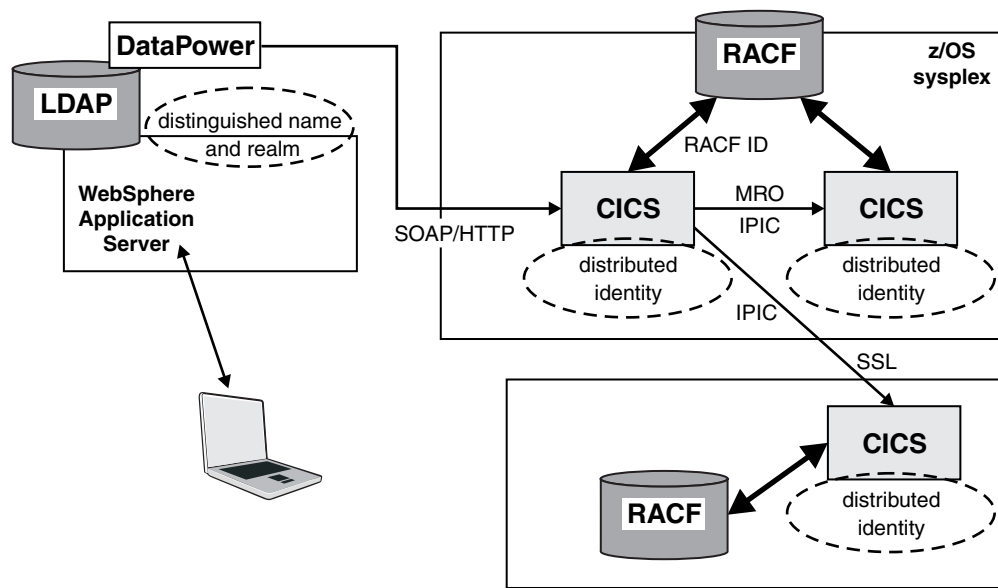 DataPower
LDAP
distinguished name
and realm
WebSphere
Application
Server
SOAP/HTTP
RACF
z/OS
sysplex
RACF ID
CICS
MRO
IPIC
CICS
distributed
identity
distributed
identity
IPIC
SSL
CICS
RACF
distributed
identity